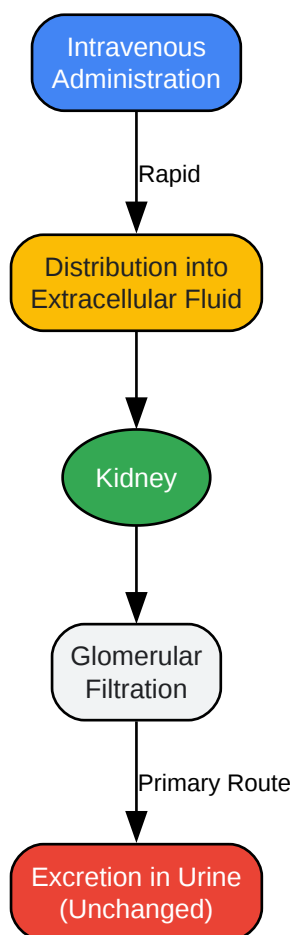 Intravenous
Administration
Rapid
Distribution into
Extracellular Fluid
Kidney
Glomerular
Filtration
Primary Route
Excretion in Urine
(Unchanged)